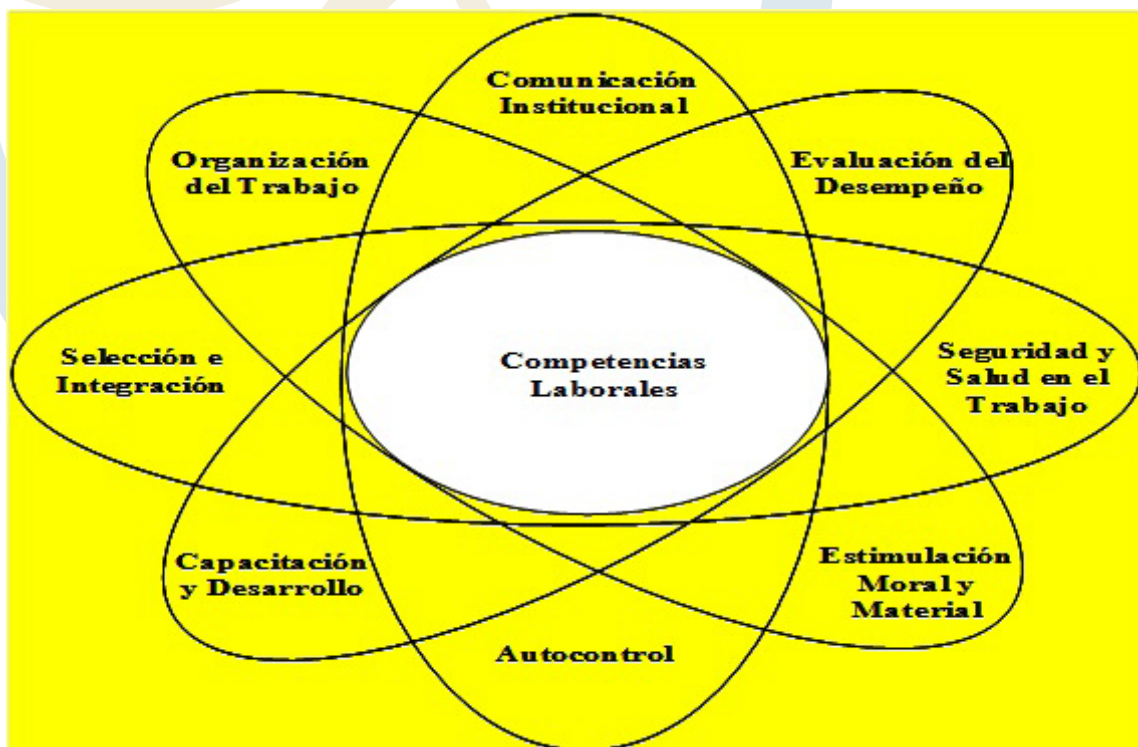 Comunicación
Institucional
Organización
del Trabajo
Evaluación del
Desempeño
Selección e
Integración
Competencias
Laborales
Seguridad y
Salud en el
Trabajo
Capacitación
y Desarrollo
Estimulación
Moral y
Material
Autocontrol